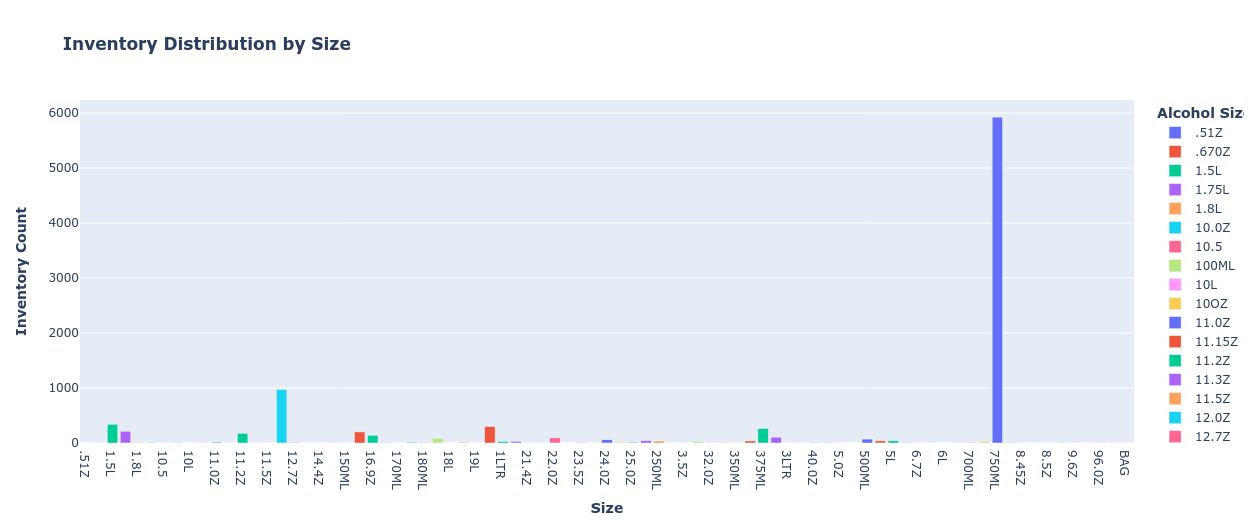 Inventory Distribution by Size
6000
5000
4000
3000
2000
1000
0
Inventory Count
.51Z
1.5L
1.8L
10.5
10L
11.0Z
11.2Z
11.5Z
12.7Z
14.4Z
150ML
16.9Z
170ML
180ML
18L
19L
1LTR
21.4Z
22.0Z
23.5Z
24.0Z
25.0Z
250ML
3.5Z
32.0Z
350ML
375ML
3LTR
40.0Z
5.0Z
500ML
5L
6.7Z
6L
700ML
750ML
8.45Z
8.5Z
9.6Z
96.0Z
BAG
Size
Alcohol Size
.51Z
.670Z
1.5L
1.75L
1.8L
10.0Z
10.5
100ML
10L
10OZ
11.0Z
11.15Z
11.2Z
11.3Z
11.5Z
12.0Z
12.7Z